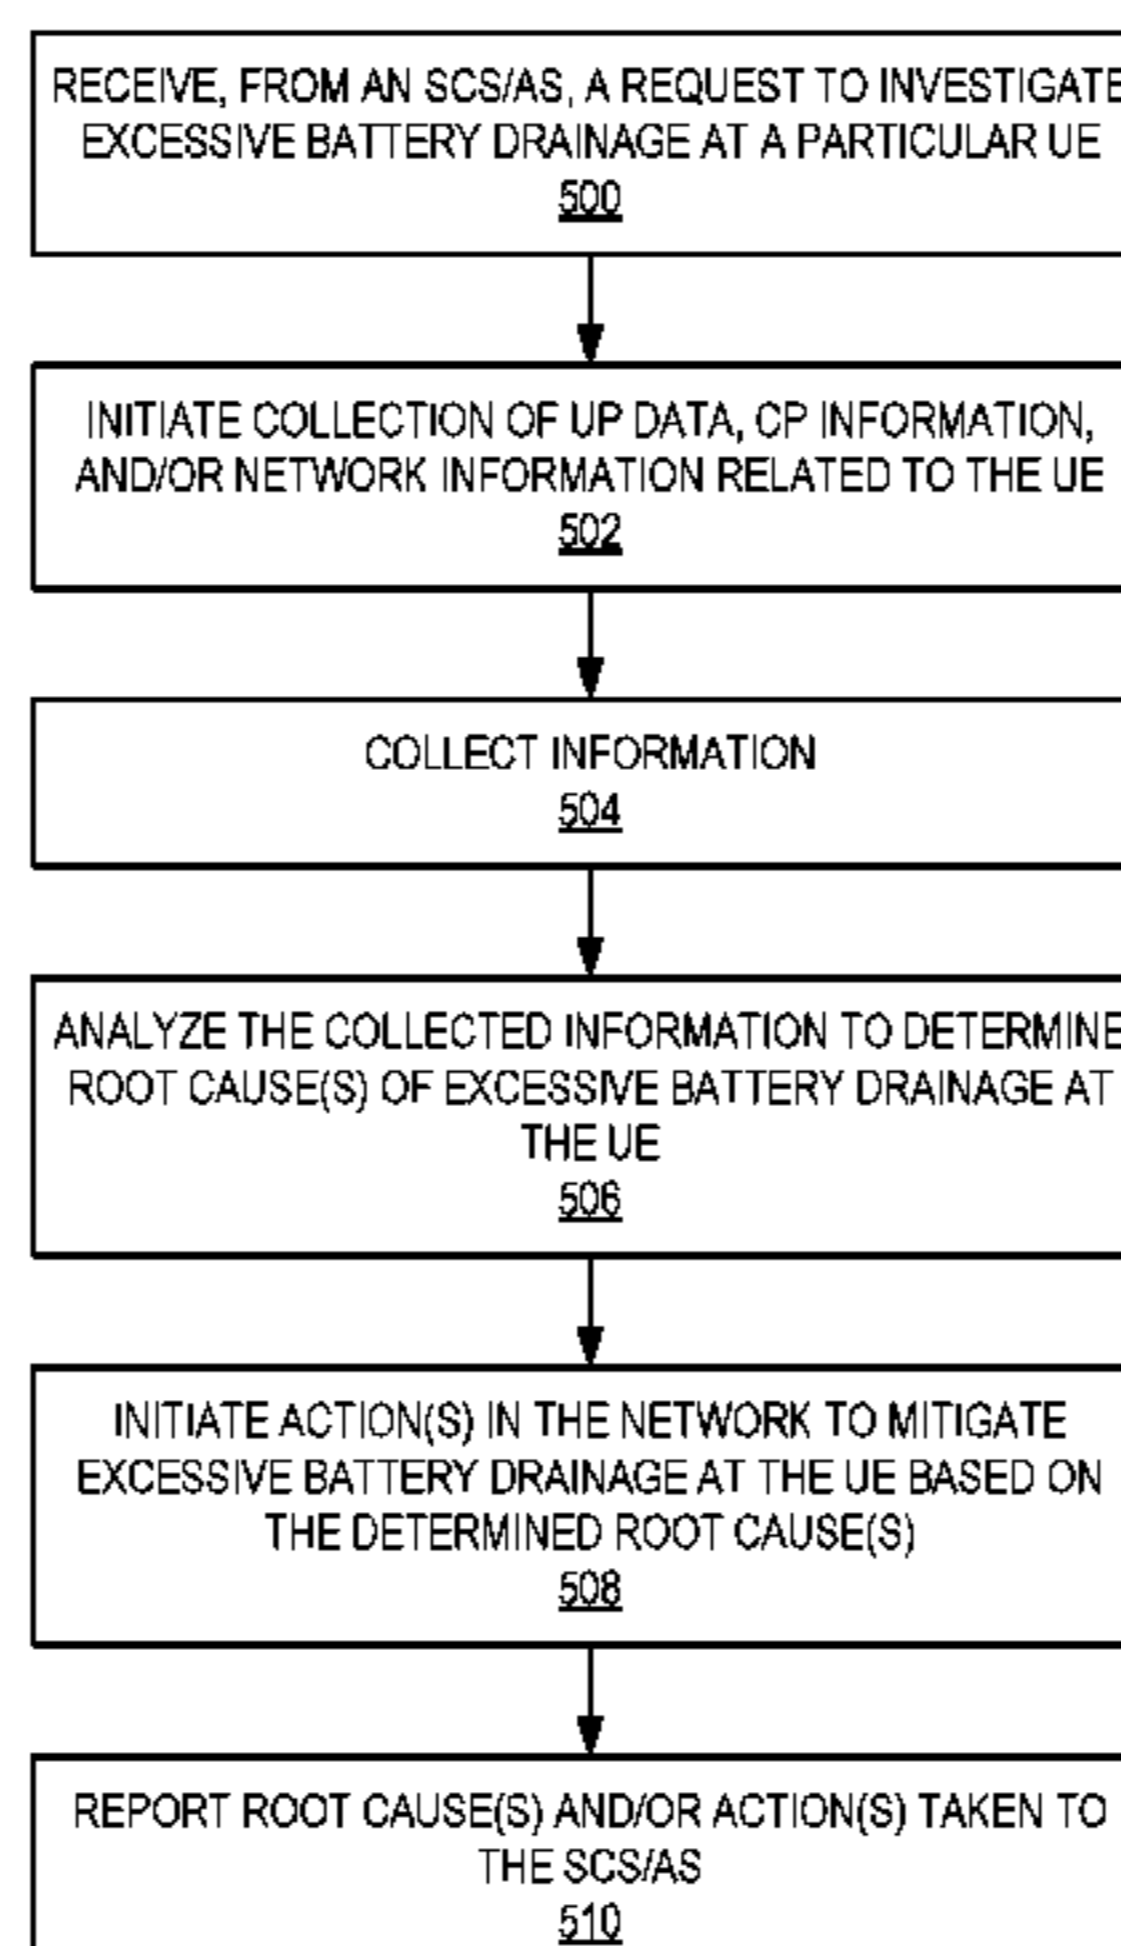 RECEIVE, FROM AN SCS/AS, A REQUEST TO INVESTIGATE
EXCESSIVE BATTERY DRAINAGE AT A PARTICULAR UE
500
INITIATE COLLECTION OF UP DATA, CP INFORMATION,
AND/OR NETWORK INFORMATION RELATED TO THE UE
502
COLLECT INFORMATION
504
ANALYZE THE COLLECTED INFORMATION TO DETERMINE
ROOT CAUSE(S) OF EXCESSIVE BATTERY DRAINAGE AT
THE UE
506
INITIATE ACTION(S) IN THE NETWORK TO MITIGATE
EXCESSIVE BATTERY DRAINAGE AT THE UE BASED ON
THE DETERMINED ROOT CAUSE(S)
508
REPORT ROOT CAUSE(S) AND/OR ACTION(S) TAKEN TO
THE SCS/AS
510